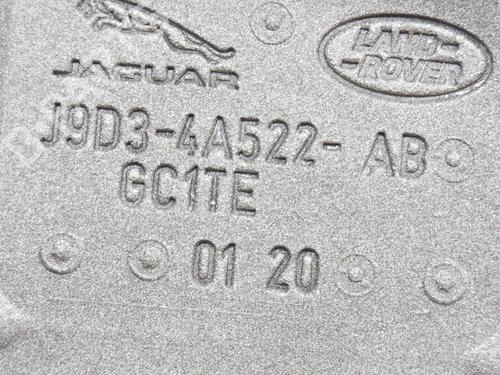 JAGUAR
LAND-
-ROVER
J9D3-4A522- AB
GC1TE
01 20